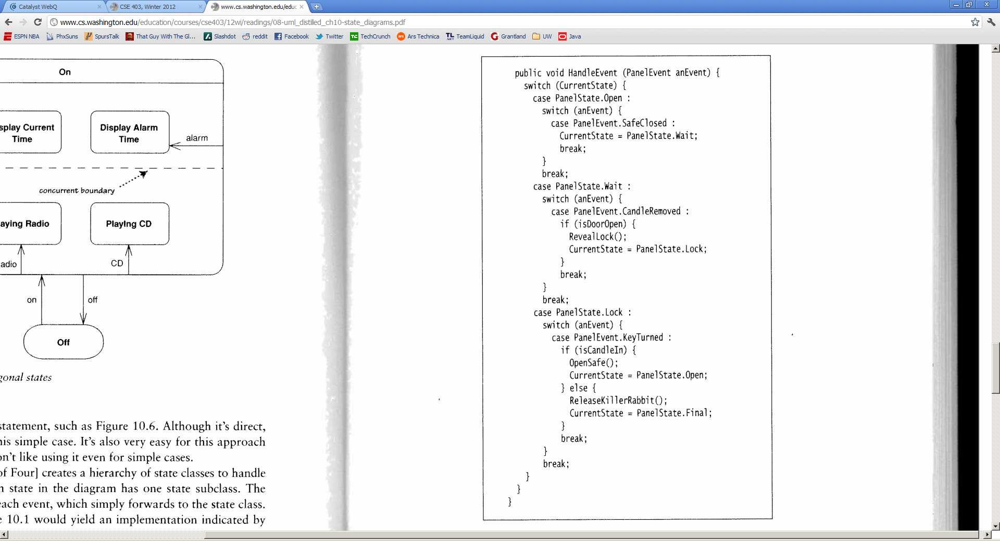 Catalyst WebQ
CSE 403, Winter 2012
www.cs.washington.edu/educ
www.cs.washington.edu/education/courses/cse403/12wi/readings/08-uml_distilled_ch10-state_diagrams.pdf
ESPN NBA PhxSuns SpursTalk That Guy With The Gl... Slashdot reddit Facebook Twitter TechCrunch Ars Technica TeamLiquid Grantland UW Java
On
splay Current
Time
Display Alarm
Time
alarm
concurrent boundary
aying Radio
Playing CD
adio
CD
on
off
Off
gonal states
statement, such as Figure 10.6. Although it's direct,
his simple case. It's also very easy for this approach
on't like using it even for simple cases.
of Four] creates a hierarchy of state classes to handle
h state in the diagram has one state subclass. The
each event, which simply forwards to the state class.
e 10.1 would yield an implementation indicated by
public void HandleEvent (PanelEvent anEvent) {
switch (CurrentState) {
case PanelState.Open :
switch (anEvent) {
case PanelEvent.SafeClosed :
CurrentState = PanelState.Wait;
break;
}
break;
case PanelState.Wait :
switch (anEvent) {
case PanelEvent.CandleRemoved :
if (isDoorOpen) {
RevealLock();
CurrentState = PanelState.Lock;
}
break;
}
break;
case PanelState.Lock :
switch (anEvent) {
case PanelEvent.KeyTurned :
if (isCandleIn) {
OpenSafe();
CurrentState = PanelState.Open;
} else {
ReleaseKillerRabbit();
CurrentState = PanelState.Final;
}
break;
}
break;
}
}
}